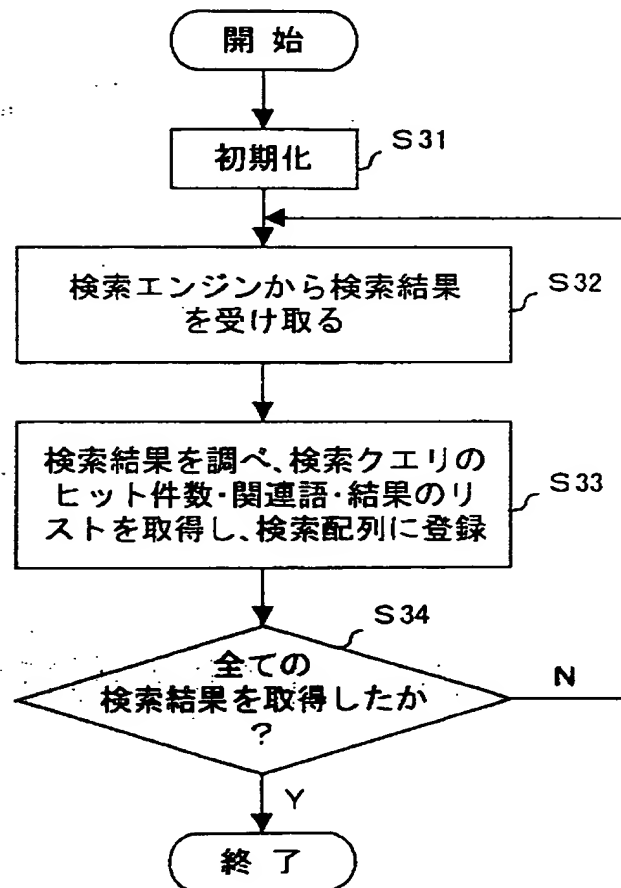 開 始
初期化
S31
検索エンジンから検索結果
を受け取る
S32
検索結果を調べ、検索クエリの
ヒット件数・関連語・結果のリ
ストを取得し、検索配列に登録
S33
S34
全ての
検索結果を取得したか
?
N
Y
終 了